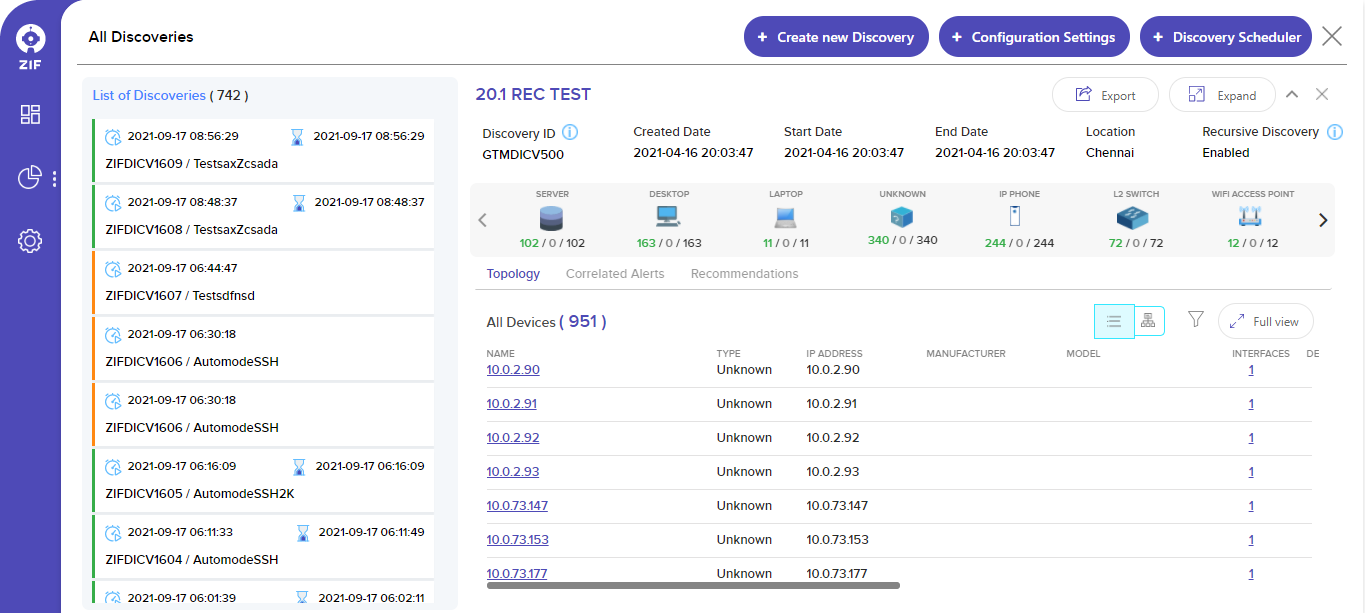 ZIF
All Discoveries
+ Create new Discovery
+ Configuration Settings
+ Discovery Scheduler
List of Discoveries ( 742 )
2021-09-17 08:56:29 2021-09-17 08:56:29
ZIFDICV1609 / TestsaxZcsada
2021-09-17 08:48:37 2021-09-17 08:48:37
ZIFDICV1608 / TestsaxZcsada
2021-09-17 06:44:47
ZIFDICV1607 / Testsdfnsd
2021-09-17 06:30:18
ZIFDICV1606 / AutomodeSSH
2021-09-17 06:30:18
ZIFDICV1606 / AutomodeSSH
2021-09-17 06:16:09 2021-09-17 06:16:09
ZIFDICV1605 / AutomodeSSH2K
2021-09-17 06:11:33 2021-09-17 06:11:49
ZIFDICV1604 / AutomodeSSH
2021-09-17 06:01:39 2021-09-17 06:02:11
20.1 REC TEST
Export
Expand
Discovery ID Created Date Start Date End Date Location Recursive Discovery
GTMDICV500 2021-04-16 20:03:47 2021-04-16 20:03:47 2021-04-16 20:03:47 Chennai Enabled
SERVER DESKTOP LAPTOP UNKNOWN IP PHONE L2 SWITCH WIFI ACCESS POINT
102 / 0 / 102 163 / 0 / 163 11 / 0 / 11 340 / 0 / 340 244 / 0 / 244 72 / 0 / 72 12 / 0 / 12
Topology Correlated Alerts Recommendations
All Devices ( 951 )
Full view
NAME TYPE IP ADDRESS MANUFACTURER MODEL INTERFACES DE
10.0.2.90 Unknown 10.0.2.90 1
10.0.2.91 Unknown 10.0.2.91 1
10.0.2.92 Unknown 10.0.2.92 1
10.0.2.93 Unknown 10.0.2.93 1
10.0.73.147 Unknown 10.0.73.147 1
10.0.73.153 Unknown 10.0.73.153 1
10.0.73.177 Unknown 10.0.73.177 1